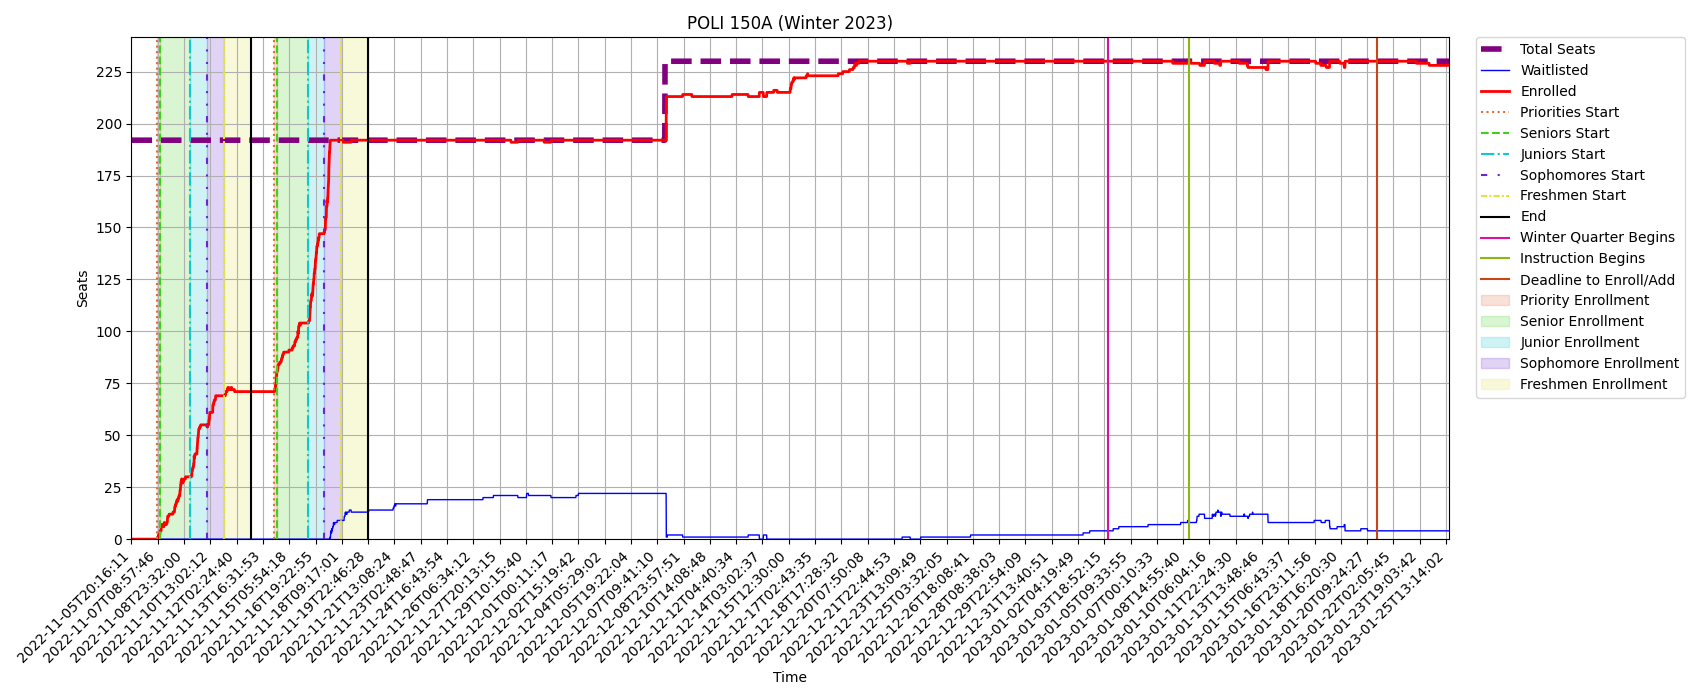 POLI 150A (Winter 2023)
Seats
225
200
175
150
125
100
75
50
25
0
2022-11-05T20:16:11
2022-11-07T08:57:46
2022-11-08T23:32:00
2022-11-10T13:02:12
2022-11-12T02:24:40
2022-11-13T16:31:53
2022-11-15T05:54:18
2022-11-16T19:22:55
2022-11-18T09:17:01
2022-11-19T22:46:28
2022-11-21T13:08:24
2022-11-23T02:48:47
2022-11-24T16:43:54
2022-11-26T06:34:12
2022-11-27T20:13:15
2022-11-29T10:15:40
2022-12-01T00:11:17
2022-12-02T15:19:42
2022-12-04T05:29:02
2022-12-05T19:22:04
2022-12-07T09:41:10
2022-12-08T23:57:51
2022-12-10T14:08:48
2022-12-12T04:40:34
2022-12-14T03:02:37
2022-12-15T12:30:00
2022-12-17T02:43:35
2022-12-18T17:28:32
2022-12-20T07:50:08
2022-12-21T22:44:53
2022-12-23T13:09:49
2022-12-25T03:32:05
2022-12-26T18:08:41
2022-12-28T08:38:03
2022-12-29T22:54:09
2022-12-31T13:40:51
2023-01-02T04:19:49
2023-01-03T18:52:15
2023-01-05T09:33:55
2023-01-07T00:10:33
2023-01-08T14:55:40
2023-01-10T06:04:16
2023-01-11T22:24:30
2023-01-13T13:48:46
2023-01-15T06:43:37
2023-01-16T23:11:56
2023-01-18T16:20:30
2023-01-20T09:24:27
2023-01-22T02:05:45
2023-01-23T19:03:42
2023-01-25T13:14:02
Time
Total Seats
Waitlisted
Enrolled
Priorities Start
Seniors Start
Juniors Start
Sophomores Start
Freshmen Start
End
Winter Quarter Begins
Instruction Begins
Deadline to Enroll/Add
Priority Enrollment
Senior Enrollment
Junior Enrollment
Sophomore Enrollment
Freshmen Enrollment